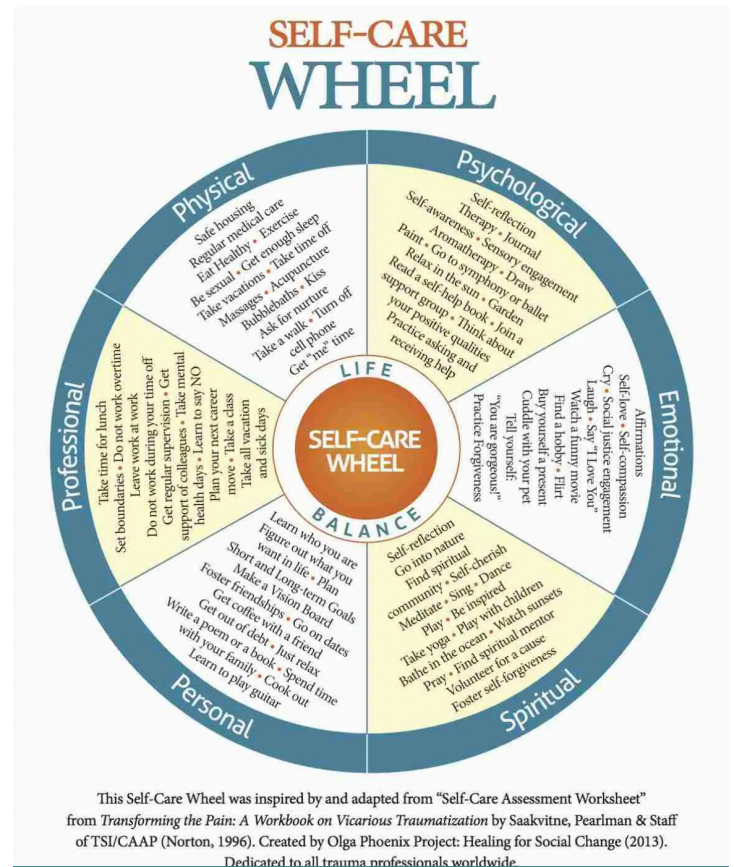 SELF-CARE
WHEEL
Physical
Safe housing
Regular medical care
Eat Healthy • Exercise
Be sexual • Get enough sleep
Take vacations • Take time off
Massages • Acupuncture
Bubblebaths • Kiss
Ask for nurture
Take a walk • Turn off
cell phone
Get "me" time
Psychological
Self-reflection
Therapy • Journal
Self-awareness • Sensory engagement
Aromatherapy • Draw
Paint • Go to symphony or ballet
Relax in the sun • Garden
Read a self-help book • Join a
support group • Think about
your positive qualities
Practice asking and
receiving help
Emotional
Affirmations
Self-love • Self-compassion
Cry • Social justice engagement
Laugh • Say "I Love You"
Watch a funny movie
Find a hobby • Flirt
Buy yourself a present
Cuddle with your pet
Tell yourself:
"You are gorgeous!"
Practice Forgiveness
Spiritual
Self-reflection
Go into nature
Find spiritual
community • Self-cherish
Meditate • Sing • Dance
Play • Be inspired
Take yoga • Play with children
Bathe in the ocean • Watch sunsets
Pray • Find spiritual mentor
Volunteer for a cause
Foster self-forgiveness
Personal
Learn who you are
Figure out what you
want in life • Plan
Short and Long-term Goals
Make a Vision Board
Foster friendships • Go on dates
Get coffee with a friend
Get out of debt • Just relax
Write a poem or a book • Spend time
with your family • Cook out
Learn to play guitar
Professional
Take time for lunch
Set boundaries • Do not work overtime
Leave work at work
Do not work during your time off
Get regular supervision • Get
support of colleagues • Take mental
health days • Learn to say NO
Plan your next career
move • Take a class
Take all vacation
and sick days
LIFE
SELF-CARE
WHEEL
BALANCE
This Self-Care Wheel was inspired by and adapted from "Self-Care Assessment Worksheet"
from Transforming the Pain: A Workbook on Vicarious Traumatization by Saakvitne, Pearlman & Staff
of TSI/CAAP (Norton, 1996). Created by Olga Phoenix Project: Healing for Social Change (2013).
Dedicated to all trauma professionals worldwide.